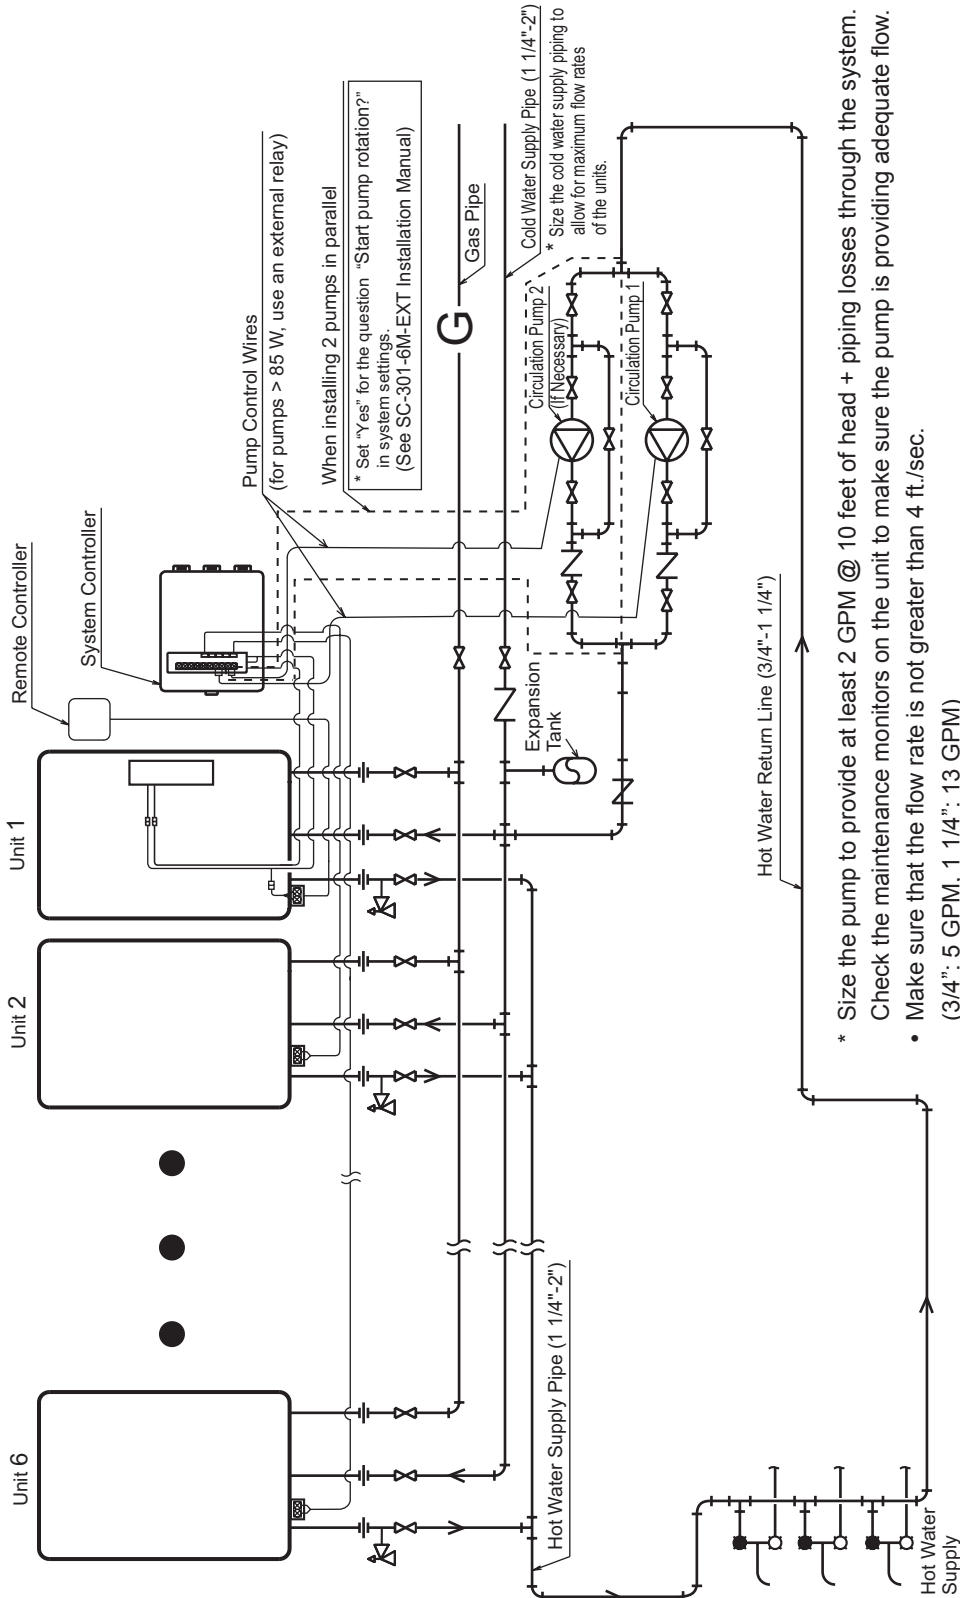 Unit 6
Unit 2
Unit 1
Remote Controller
System Controller
Pump Control Wires
(for pumps > 85 W, use an external relay)
When installing 2 pumps in parallel
* Set "Yes" for the question "Start pump rotation?"
in system settings.
(See SC-301-6M-EXT Installation Manual)
G
Gas Pipe
Cold Water Supply Pipe (1 1/4"-2")
* Size the cold water supply piping to
allow for maximum flow rates
of the units.
Circulation Pump 2
(If Necessary)
Circulation Pump 1
Expansion
Tank
Hot Water Supply Pipe (1 1/4"-2")
Hot Water Return Line (3/4"-1 1/4")
Hot Water
Supply
* Size the pump to provide at least 2 GPM @ 10 feet of head + piping losses through the system.
Check the maintenance monitors on the unit to make sure the pump is providing adequate flow.
• Make sure that the flow rate is not greater than 4 ft./sec.
(3/4": 5 GPM, 1 1/4": 13 GPM)